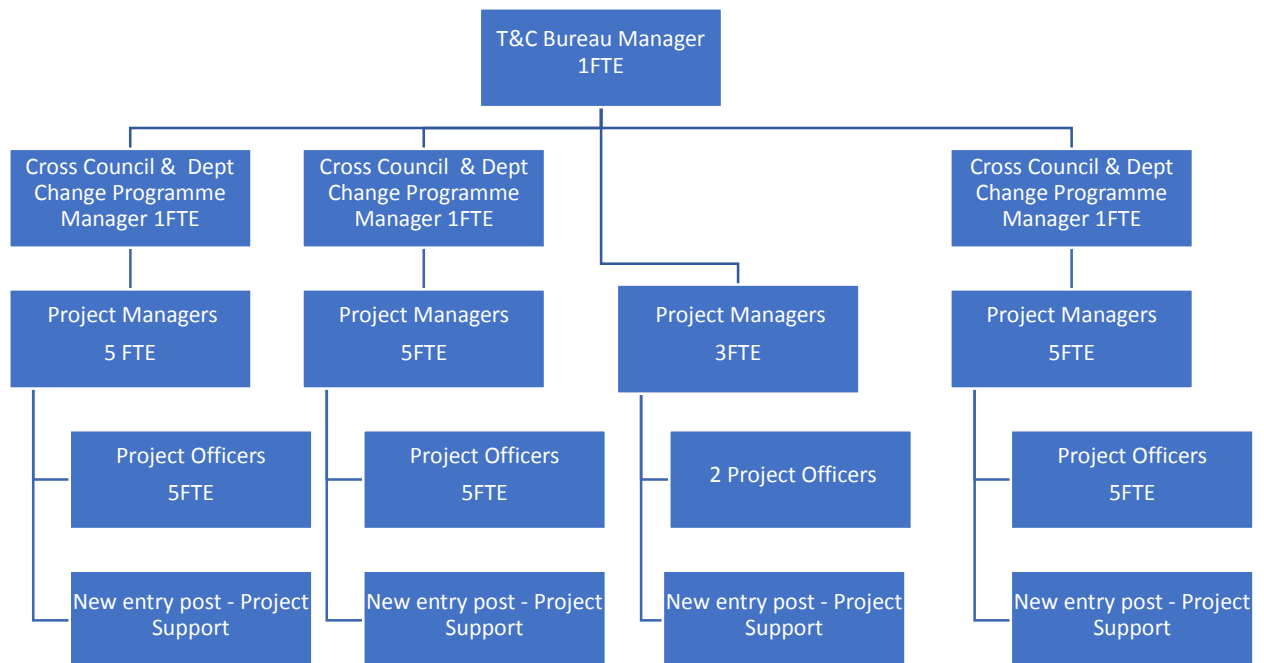 T&C Bureau Manager
1FTE
Cross Council & Dept
Change Programme
Manager 1FTE
Cross Council & Dept
Change Programme
Manager 1FTE
Cross Council & Dept
Change Programme
Manager 1FTE
Project Managers
5 FTE
Project Managers
5FTE
Project Managers
3FTE
Project Managers
5FTE
Project Officers
5FTE
Project Officers
5FTE
2 Project Officers
Project Officers
5FTE
New entry post - Project
Support
New entry post - Project
Support
New entry post - Project
Support
New entry post - Project
Support